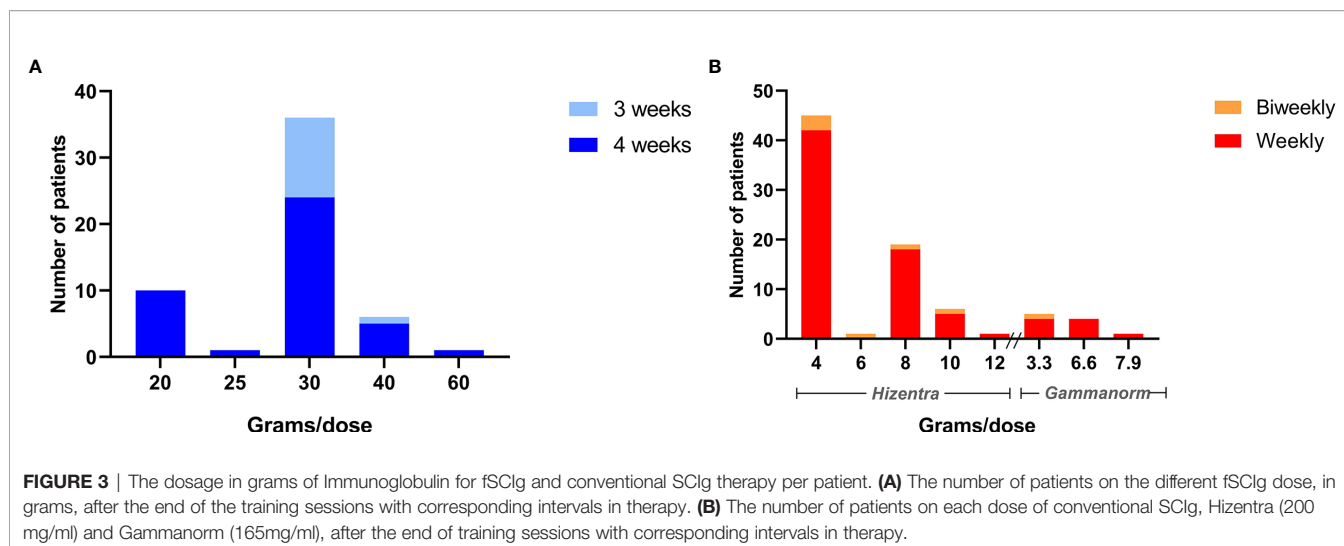 A
40
30
20
10
0
Number of patients
20 25 30 40 60
Grams/dose
3 weeks
4 weeks
B
50
40
30
20
10
0
Number of patients
4 6 8 10 12 3.3 6.6 7.9
Hizentra Gammanorm
Grams/dose
Biweekly
Weekly
FIGURE 3 | The dosage in grams of Immunoglobulin for fSCIg and conventional SCIg therapy per patient. (A) The number of patients on the different fSCIg dose, in
grams, after the end of the training sessions with corresponding intervals in therapy. (B) The number of patients on each dose of conventional SCIg, Hizentra (200
mg/ml) and Gammanorm (165mg/ml), after the end of training sessions with corresponding intervals in therapy.